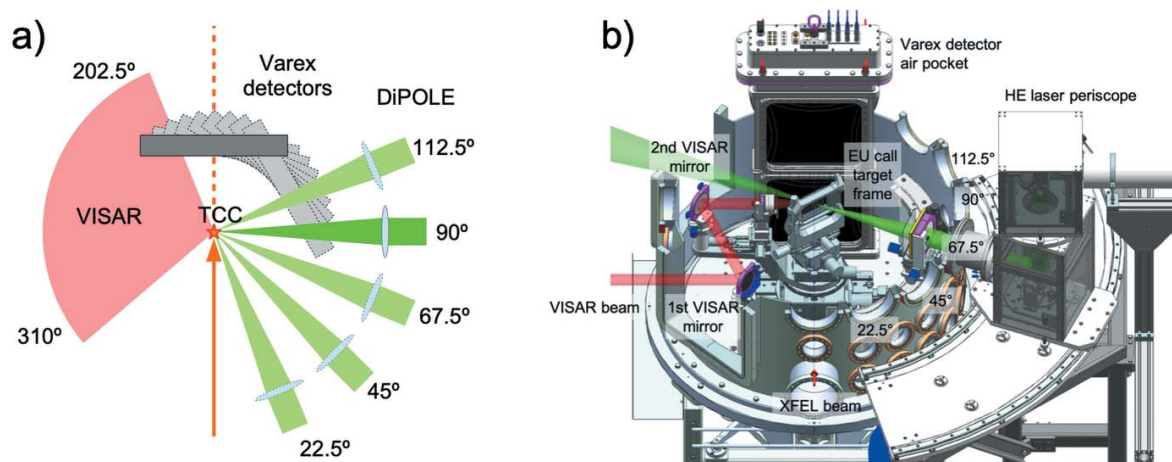 a)
202.5º
Varex
detectors
DiPOLE
112.5º
VISAR
TCC
90º
67.5º
310º
45º
22.5º
b)
Varex detector
air pocket
HE laser periscope
2nd VISAR
mirror
EU call
target
frame
112.5°
90°
67.5°
VISAR beam
1st VISAR
mirror
45°
22.5°
XFEL beam